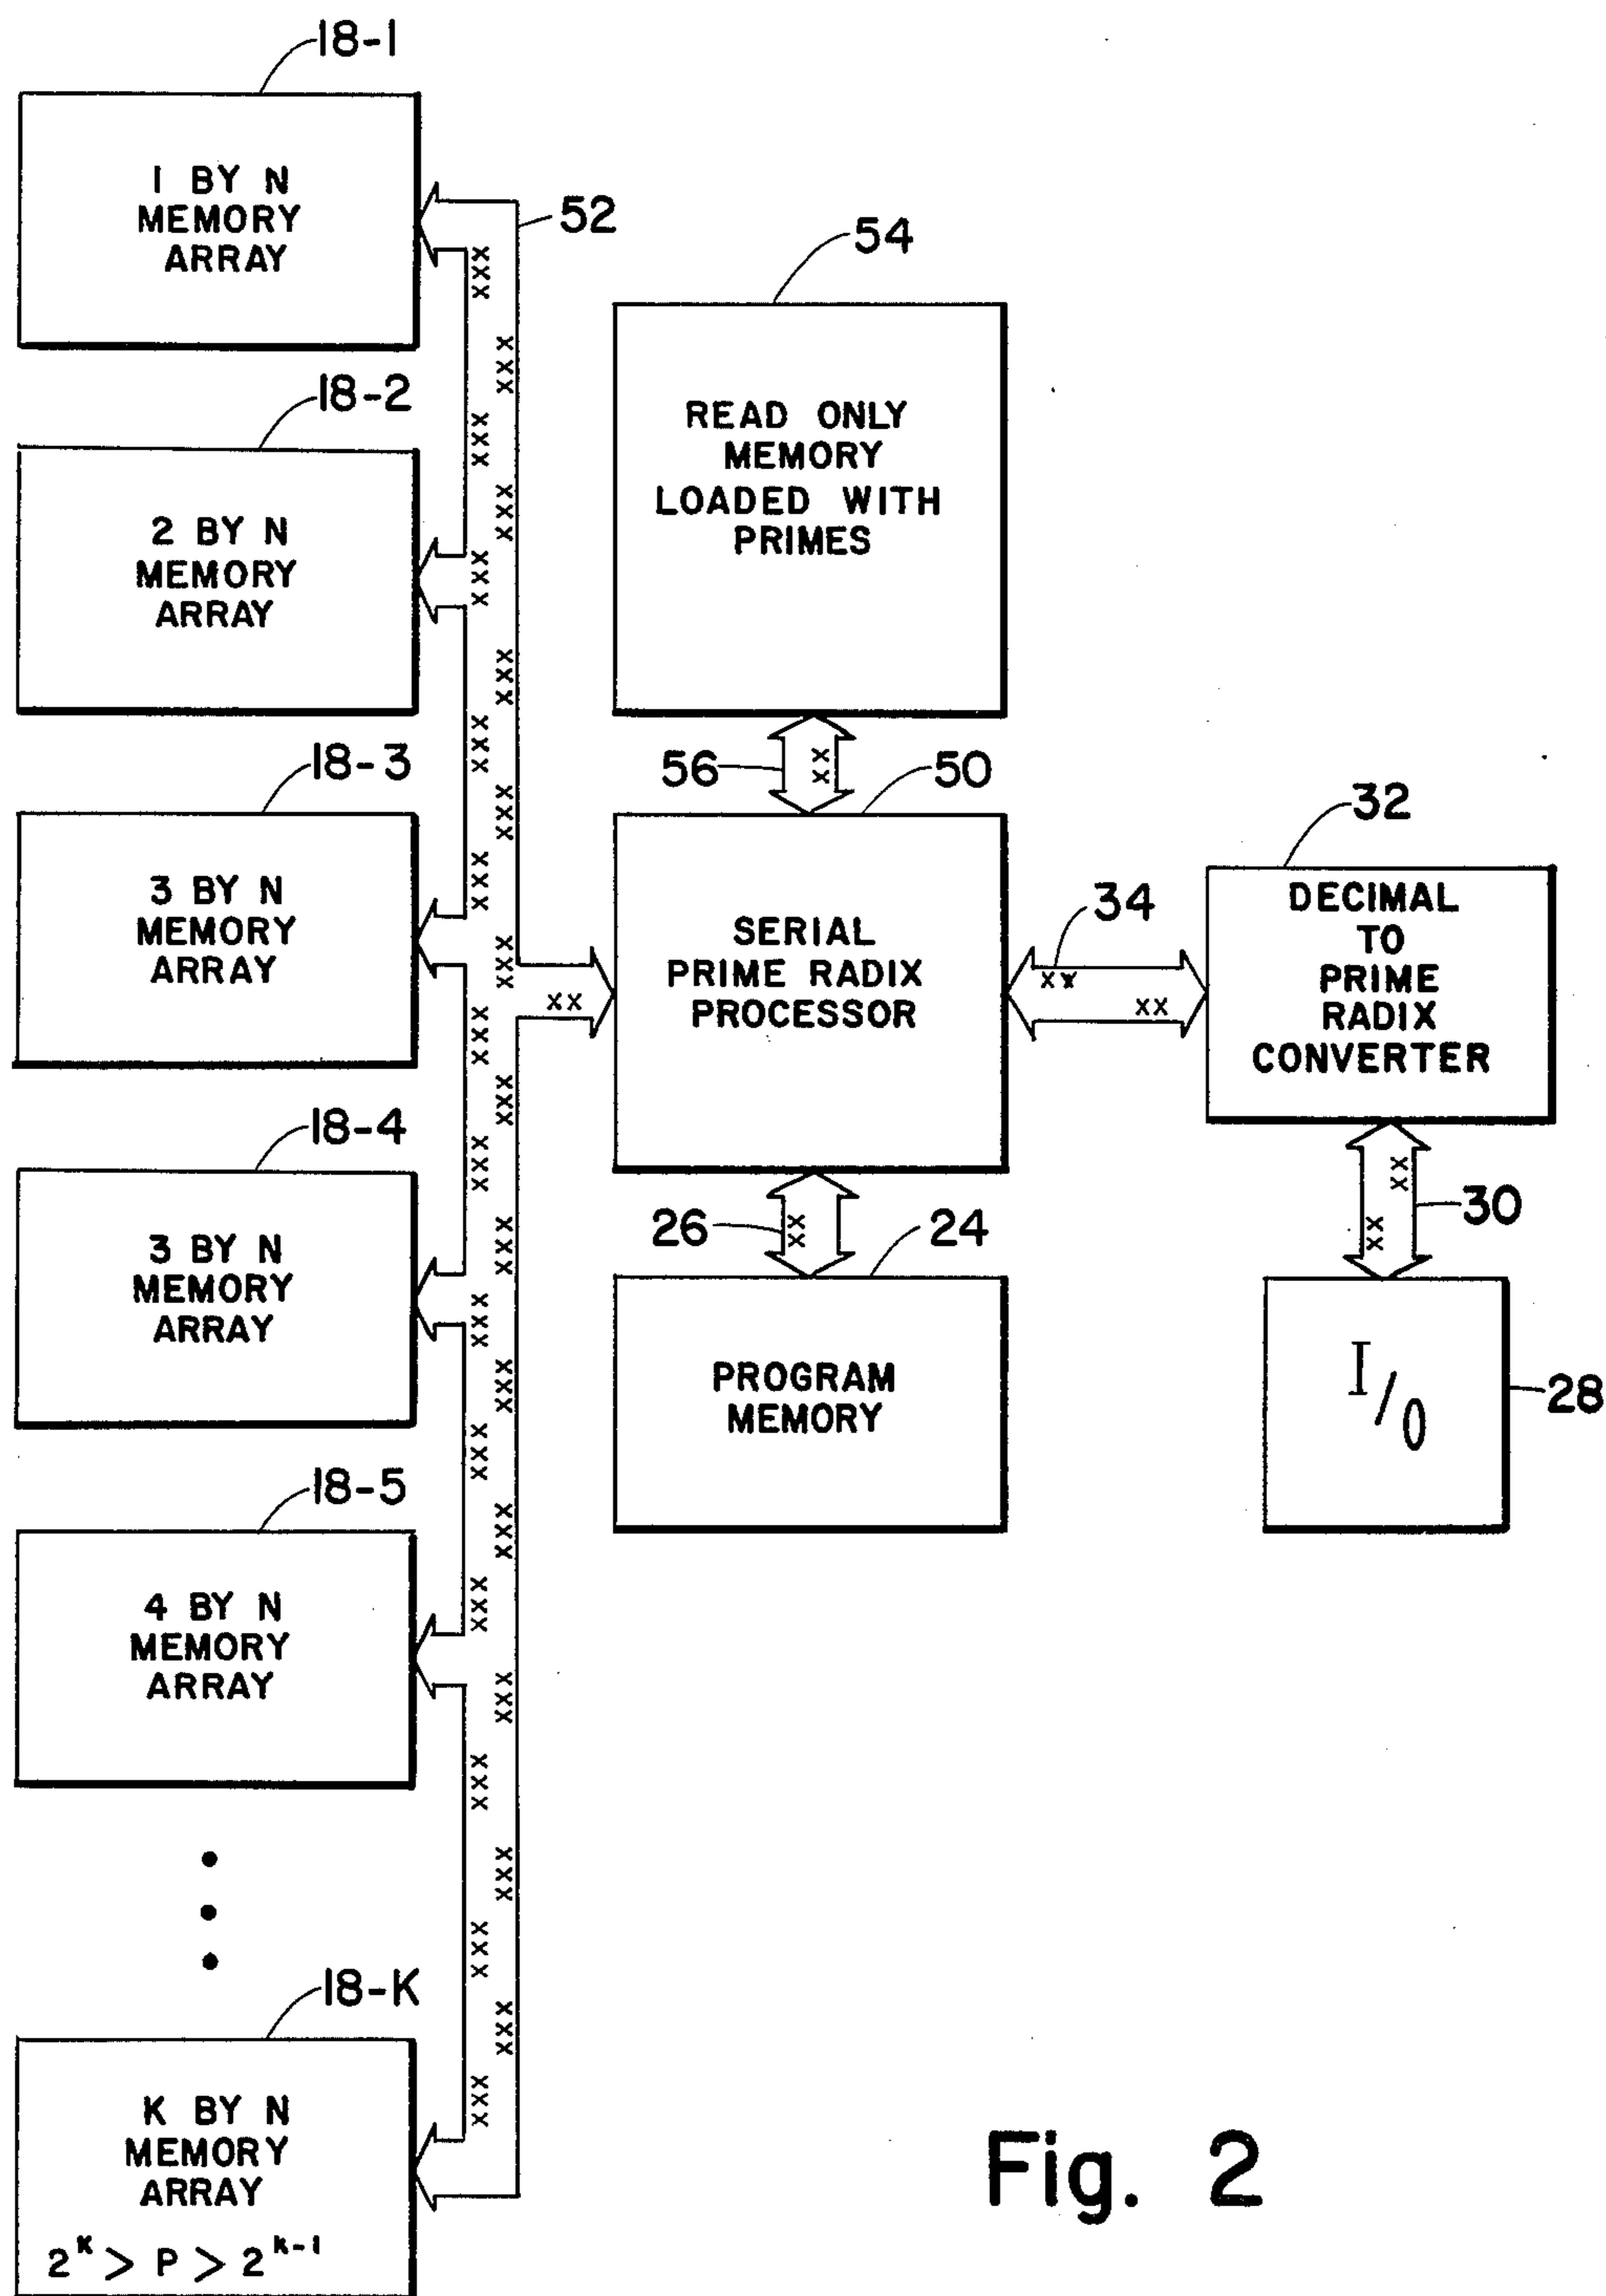 18-1
1 BY N
MEMORY
ARRAY
52
54
READ ONLY
MEMORY
LOADED WITH
PRIMES
18-2
2 BY N
MEMORY
ARRAY
18-3
3 BY N
MEMORY
ARRAY
56
50
SERIAL
PRIME RADIX
PROCESSOR
34
32
DECIMAL
TO
PRIME
RADIX
CONVERTER
18-4
3 BY N
MEMORY
ARRAY
26
24
PROGRAM
MEMORY
30
I/O
28
18-5
4 BY N
MEMORY
ARRAY
18-K
K BY N
MEMORY
ARRAY
2^K > P > 2^k-1
Fig. 2